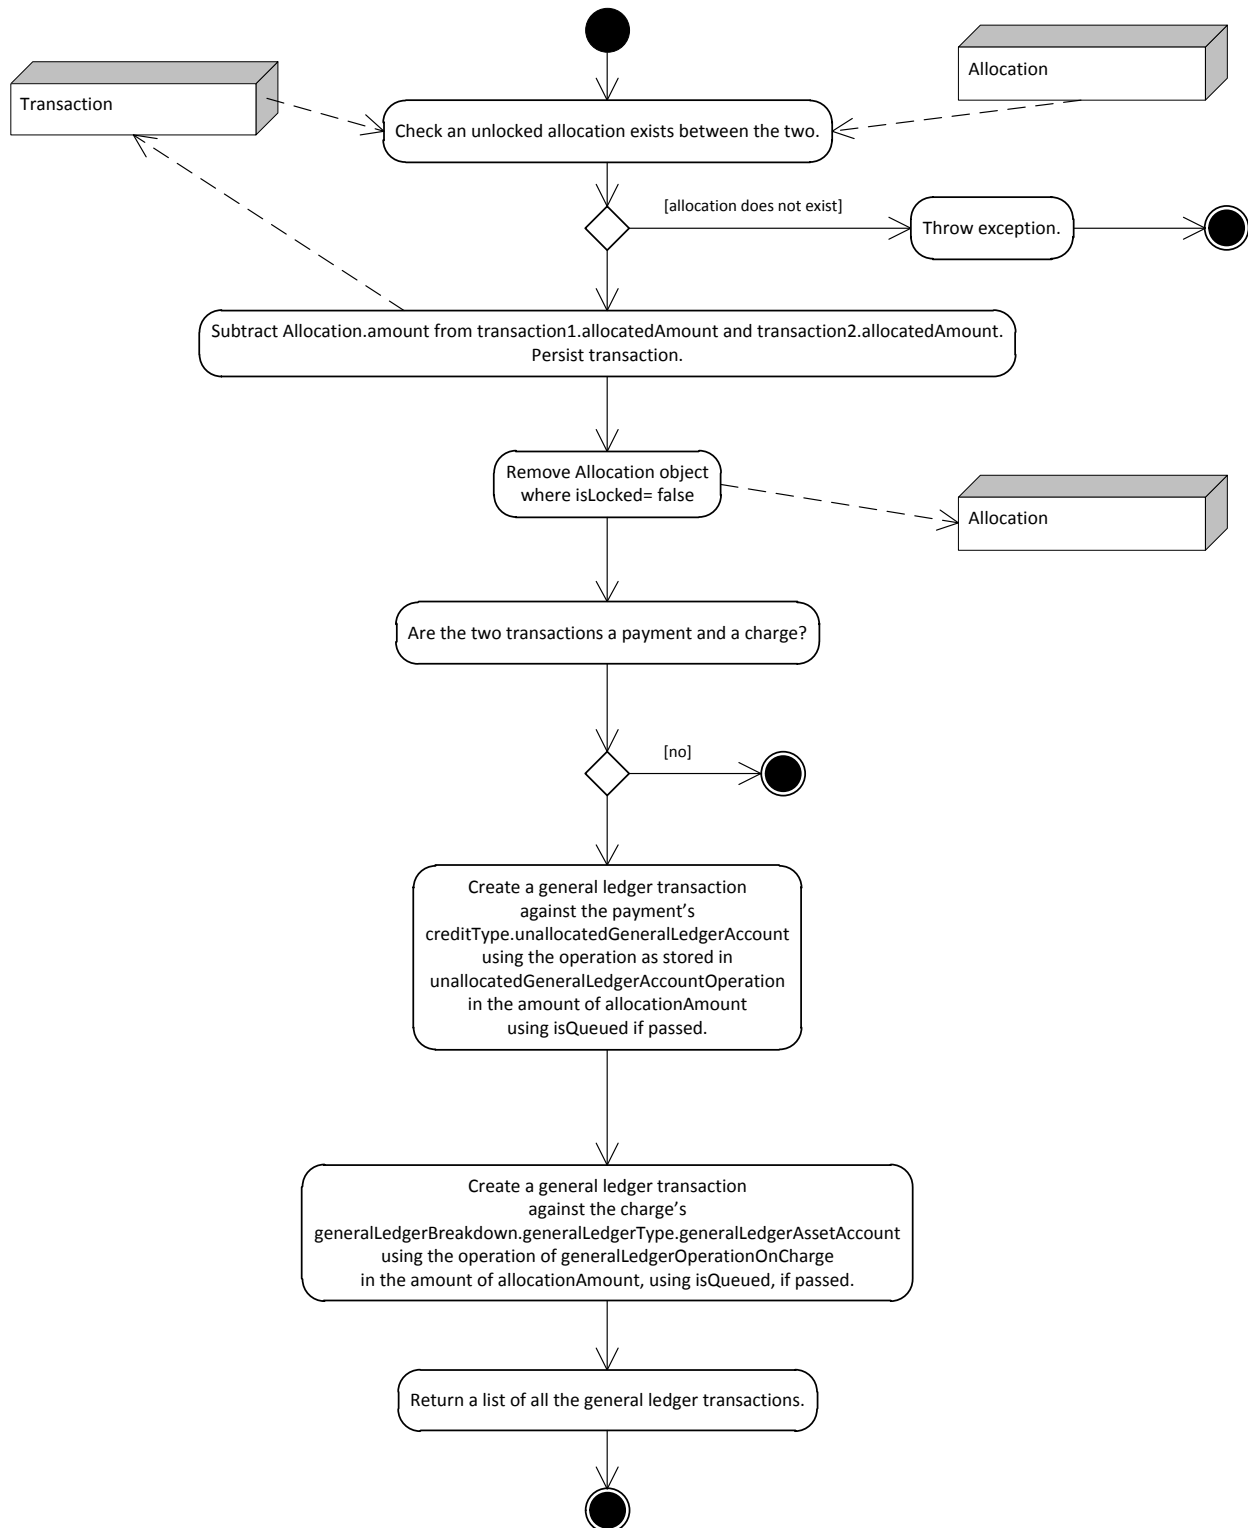 Transaction
Allocation
Check an unlocked allocation exists between the two.
[allocation does not exist]
Throw exception.
Subtract Allocation.amount from transaction1.allocatedAmount and transaction2.allocatedAmount.
Persist transaction.
Remove Allocation object
where isLocked= false
Allocation
Are the two transactions a payment and a charge?
[no]
Create a general ledger transaction
against the payment’s
creditType.unallocatedGeneralLedgerAccount
using the operation as stored in
unallocatedGeneralLedgerAccountOperation
in the amount of allocationAmount
using isQueued if passed.
Create a general ledger transaction
against the charge’s
generalLedgerBreakdown.generalLedgerType.generalLedgerAssetAccount
using the operation of generalLedgerOperationOnCharge
in the amount of allocationAmount, using isQueued, if passed.
Return a list of all the general ledger transactions.